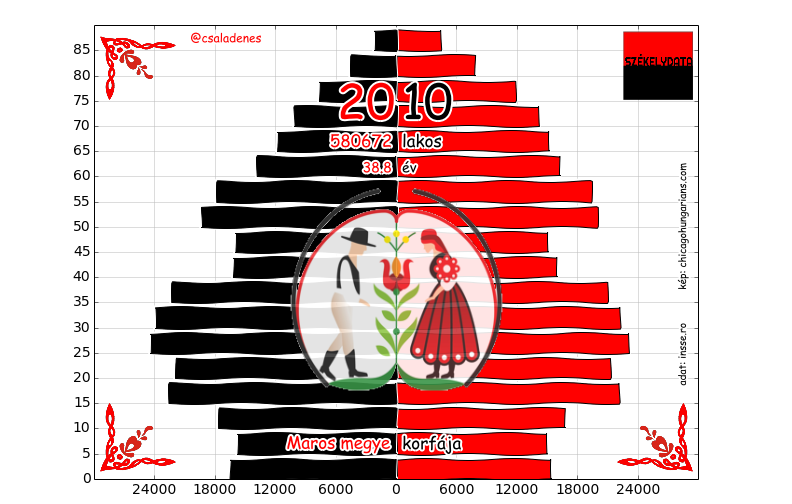 @csaladenes
SZÉKELYDATA
2010
580672 lakos
38.8 év
kép: chicagohungarians.com
adat: insse.ro
Maros megye korfája
85
80
75
70
65
60
55
50
45
40
35
30
25
20
15
10
5
0
24000 18000 12000 6000 0 6000 12000 18000 24000